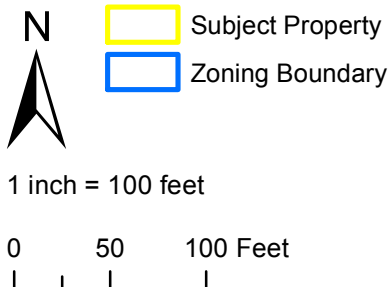 N
Subject Property
Zoning Boundary
1 inch = 100 feet
0 50 100 Feet